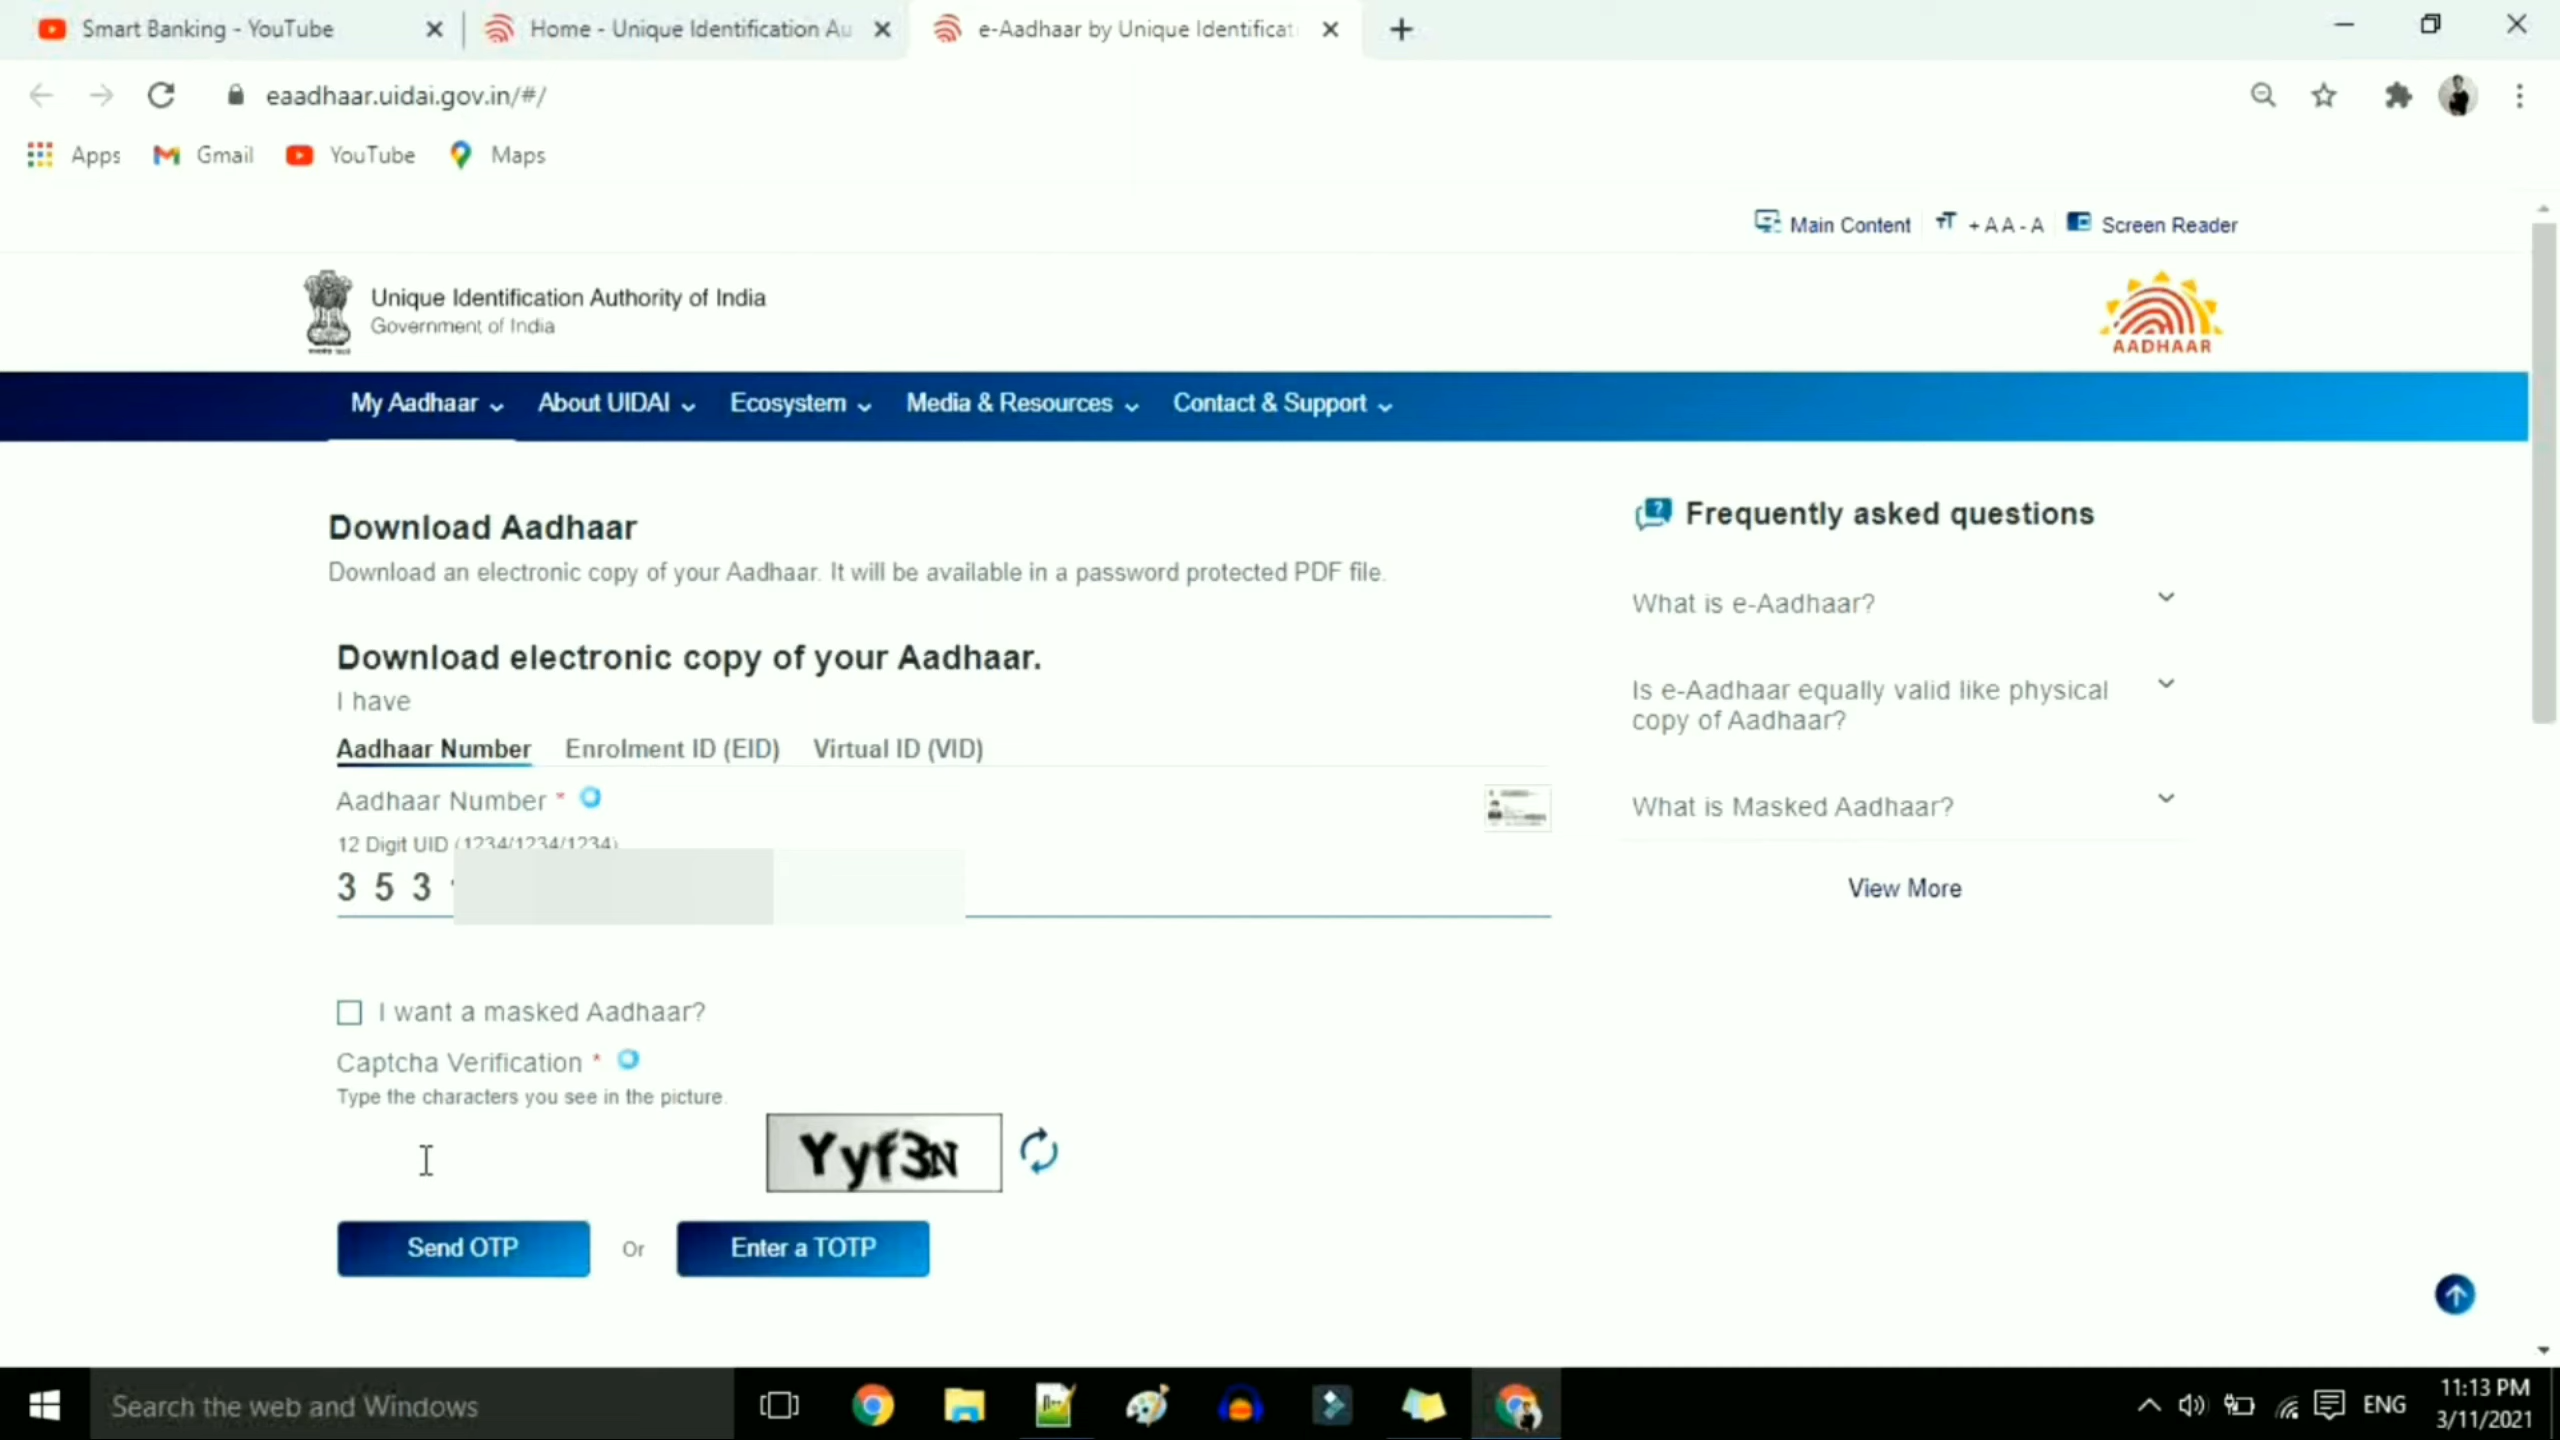 Smart Banking - YouTube
Home - Unique Identification Au
e-Aadhaar by Unique Identificat
eaadhaar.uidai.gov.in/#/
Apps
Gmail
YouTube
Maps
Main Content
+ A A - A
Screen Reader
Unique Identification Authority of India
Government of India
AADHAAR
My Aadhaar
About UIDAI
Ecosystem
Media & Resources
Contact & Support
Download Aadhaar
Download an electronic copy of your Aadhaar. It will be available in a password protected PDF file.
Download electronic copy of your Aadhaar.
I have
Aadhaar Number
Enrolment ID (EID)
Virtual ID (VID)
Aadhaar Number *
12 Digit UID (1234/1234/1234)
3 5 3
I want a masked Aadhaar?
Captcha Verification *
Type the characters you see in the picture.
Yyf3N
Send OTP
Or
Enter a TOTP
Frequently asked questions
What is e-Aadhaar?
Is e-Aadhaar equally valid like physical
copy of Aadhaar?
What is Masked Aadhaar?
View More
Search the web and Windows
ENG
11:13 PM
3/11/2021